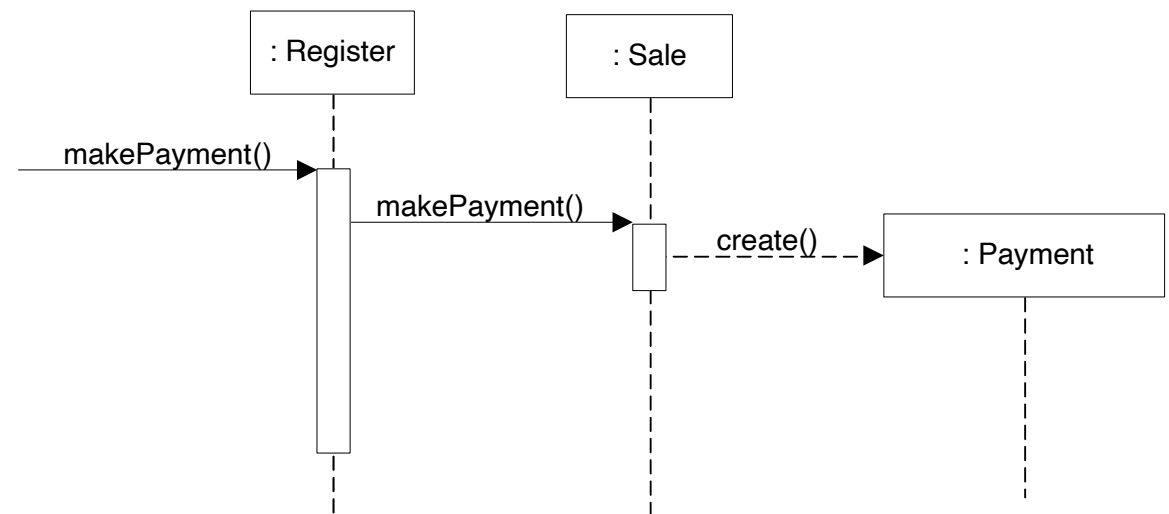 : Register
: Sale
makePayment()
makePayment()
create()
: Payment